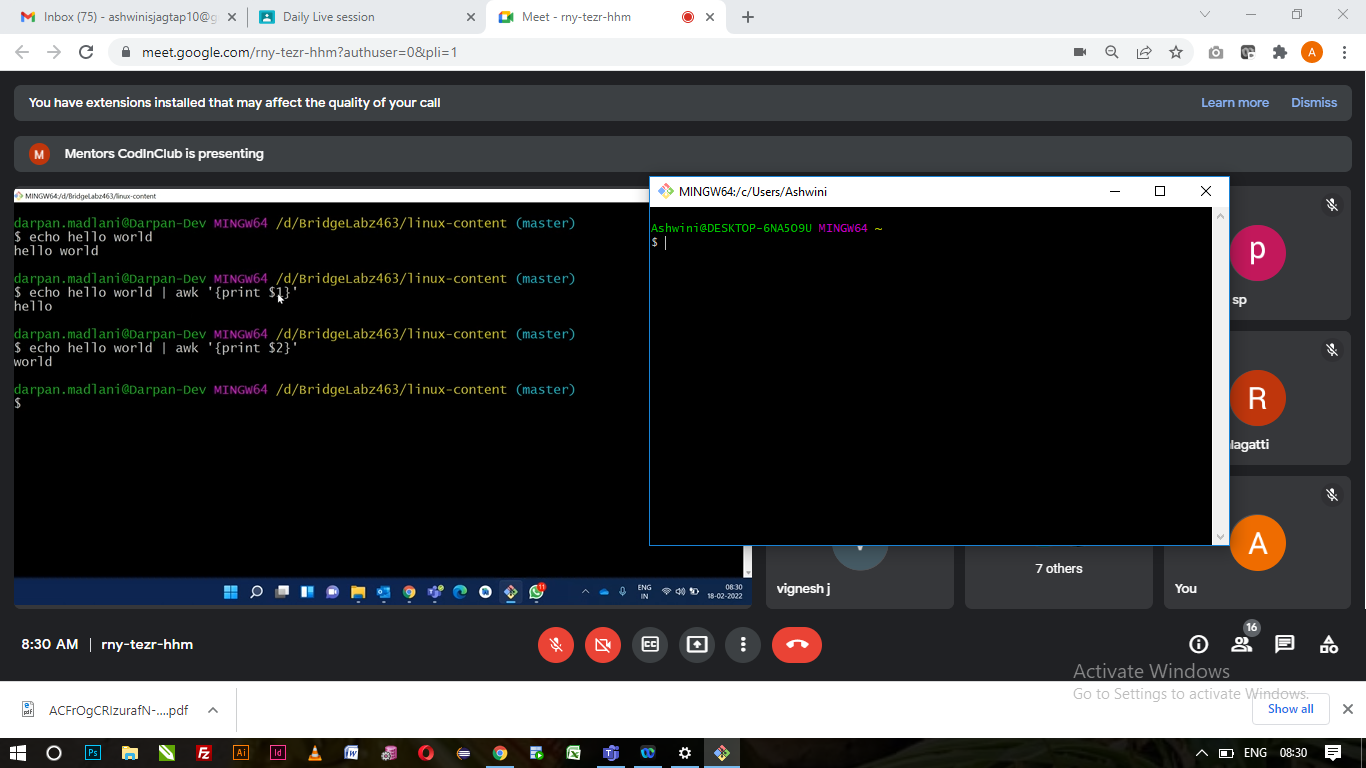 Inbox (75) - ashwinisjagtap10@g
Daily Live session
Meet - rny-tezr-hhm
meet.google.com/rny-tezr-hhm?authuser=0&pli=1
A
You have extensions installed that may affect the quality of your call
Learn more
Dismiss
M
Mentors CodInClub is presenting
MINGW64:/d/BridgeLabz463/linux-content
darpan.madlani@Darpan-Dev MINGW64 /d/BridgeLabz463/linux-content (master)
$ echo hello world
hello world
darpan.madlani@Darpan-Dev MINGW64 /d/BridgeLabz463/linux-content (master)
$ echo hello world | awk '{print $1}'
hello
darpan.madlani@Darpan-Dev MINGW64 /d/BridgeLabz463/linux-content (master)
$ echo hello world | awk '{print $2}'
world
darpan.madlani@Darpan-Dev MINGW64 /d/BridgeLabz463/linux-content (master)
$
11
ENG
IN
08:30
18-02-2022
MINGW64:/c/Users/Ashwini
Ashwini@DESKTOP-6NA5O9U MINGW64 ~
$
p
sp
R
lagatti
A
You
vignesh j
7 others
8:30 AM | rny-tezr-hhm
16
Activate Windows
Go to Settings to activate Windows.
ACFrOgCRIzurafN-....pdf
Show all
Ps
Fz
Ai
Id
ENG
08:30